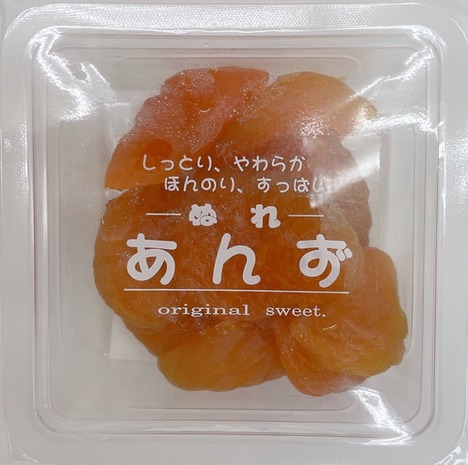 しっとり、やわらか
ほんのり、すっぱい
ぬれ
あんず
original sweet.